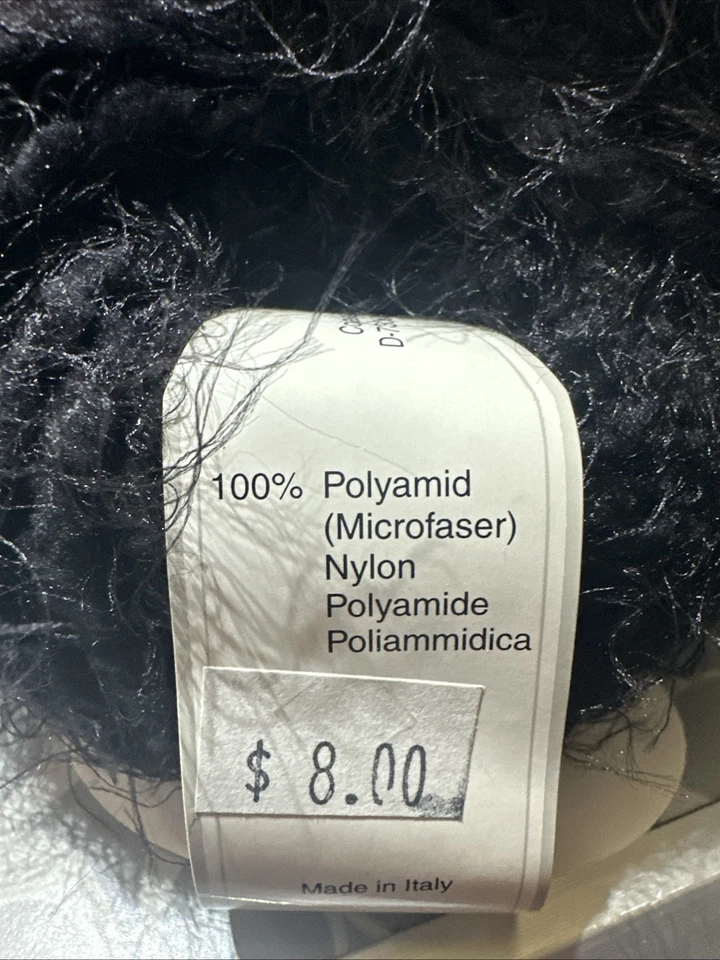 100% Polyamid
(Microfaser)
Nylon
Polyamide
Poliammidica
$ 8.00
Made in Italy